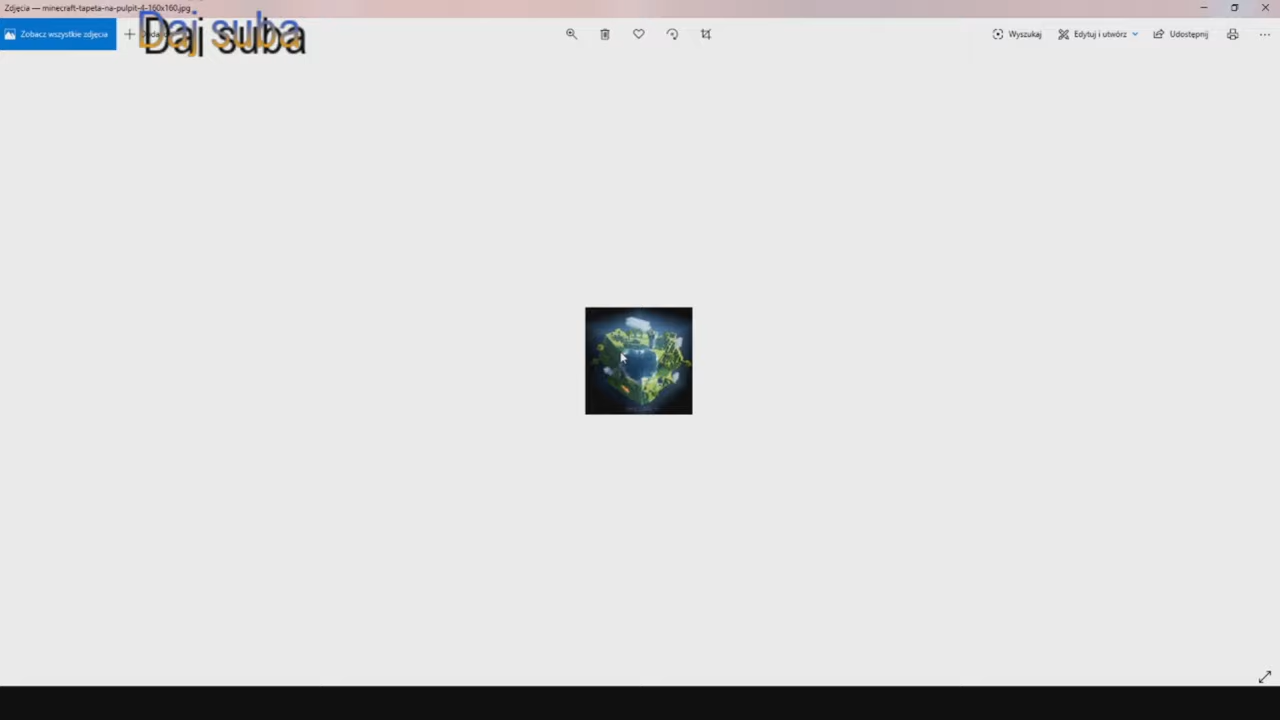 Zdjęcia — minecraft-tapeta-na-pulpit-4-160x160.jpg
Zobacz wszystkie zdjęcia
Daj suba
Wyszukaj
Edytuj i utwórz
Udostępnij